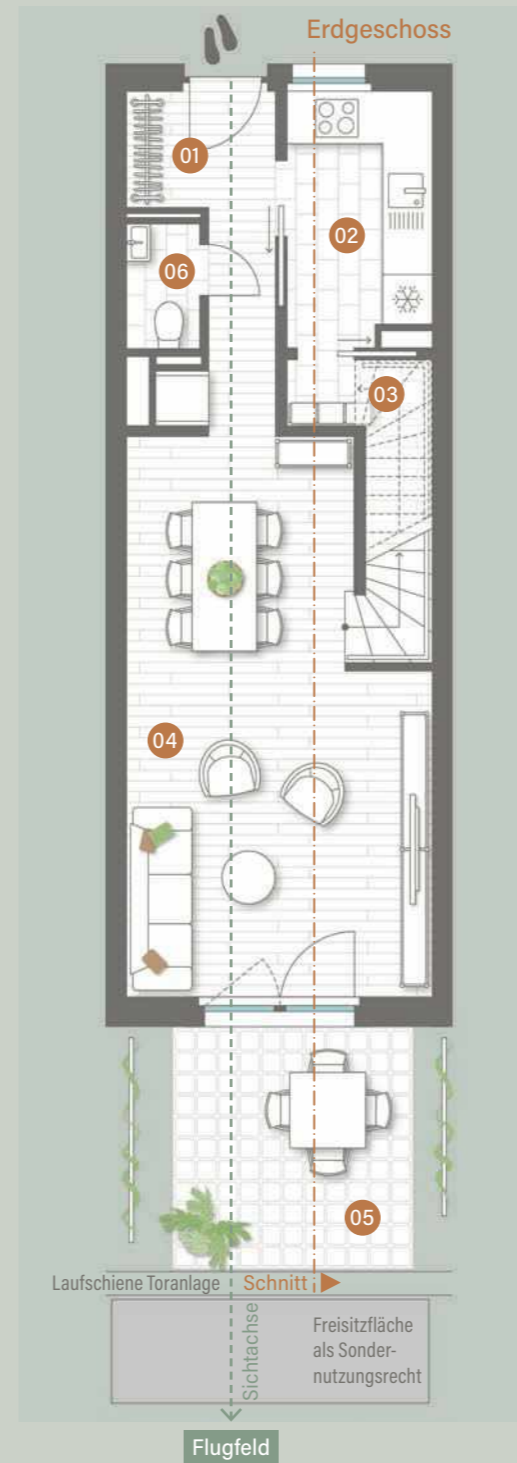 Erdgeschoss
01
02
06
03
04
05
Laufschiene Toranlage
Schnitt
Sichtachse
Freisitzfläche
als Sonder-
nutzungsrecht
Flugfeld